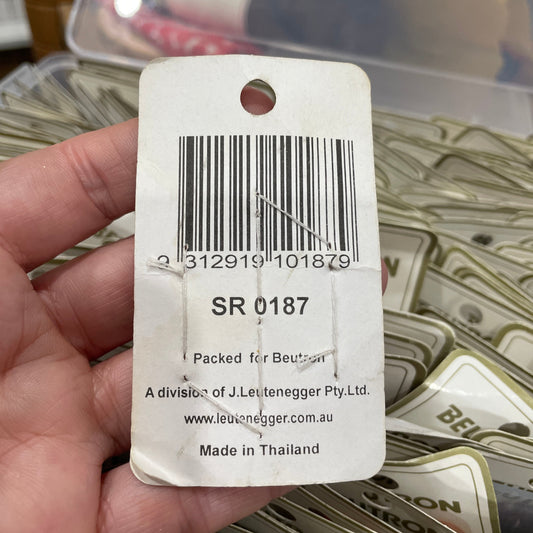 9 312919 101879
SR 0187
Packed for Beutron
A division of J.Leutenegger Pty.Ltd.
www.leutenegger.com.au
Made in Thailand